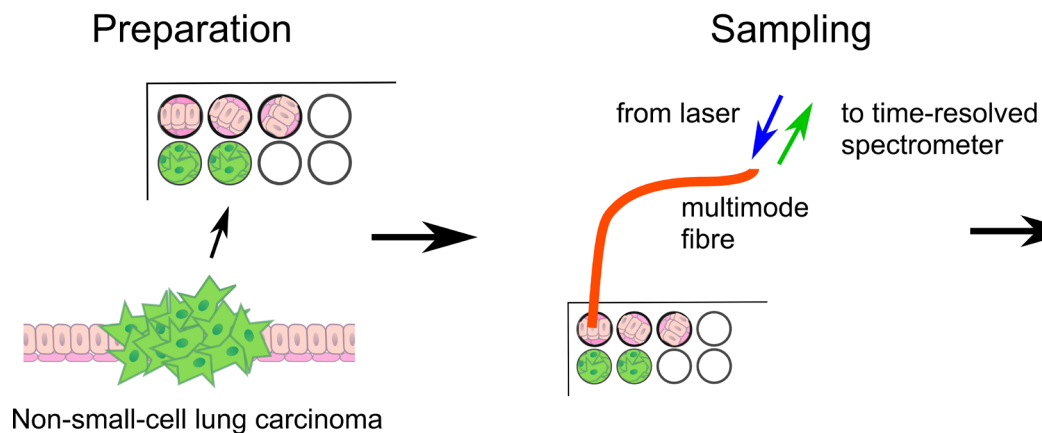 Preparation
Sampling
from laser
to time-resolved
spectrometer
multimode
fibre
Non-small-cell lung carcinoma